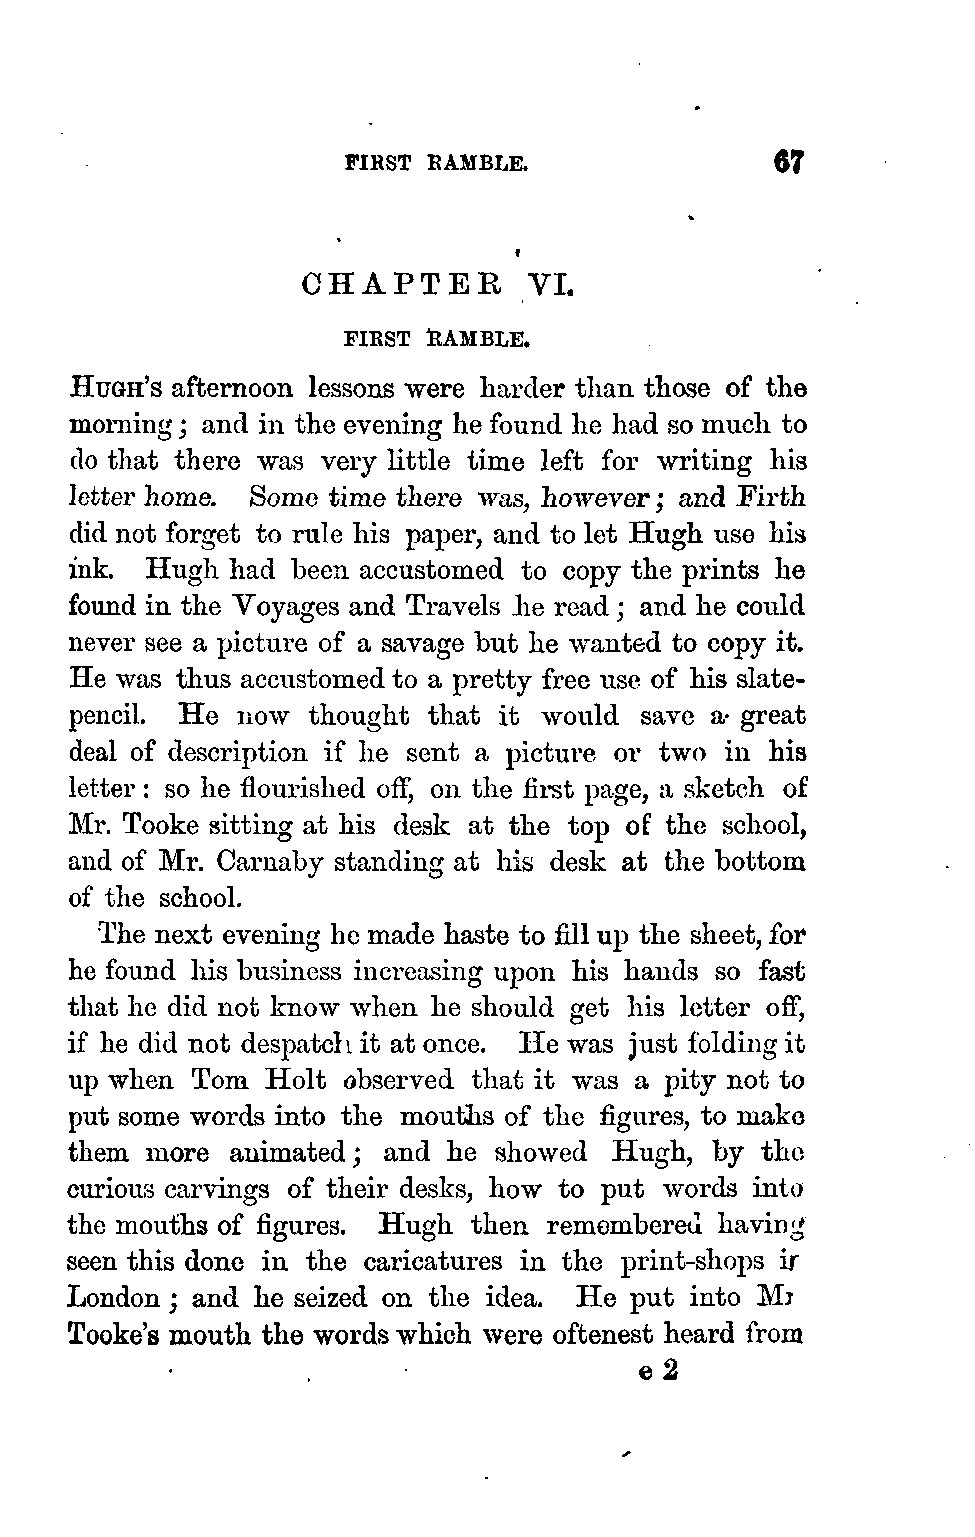 FIRST RAMBLE. 67
CHAPTER VI.
FIRST RAMBLE.
HUGH'S afternoon lessons were harder than those of the
morning; and in the evening he found he had so much to
do that there was very little time left for writing his
letter home. Some time there was, however; and Firth
did not forget to rule his paper, and to let Hugh use his
ink. Hugh had been accustomed to copy the prints he
found in the Voyages and Travels he read; and he could
never see a picture of a savage but he wanted to copy it.
He was thus accustomed to a pretty free use of his slate-
pencil. He now thought that it would save a great
deal of description if he sent a picture or two in his
letter: so he flourished off, on the first page, a sketch of
Mr. Tooke sitting at his desk at the top of the school,
and of Mr. Carnaby standing at his desk at the bottom
of the school.
The next evening he made haste to fill up the sheet, for
he found his business increasing upon his hands so fast
that he did not know when he should get his letter off,
if he did not despatch it at once. He was just folding it
up when Tom Holt observed that it was a pity not to
put some words into the mouths of the figures, to make
them more animated; and he showed Hugh, by the
curious carvings of their desks, how to put words into
the mouths of figures. Hugh then remembered having
seen this done in the caricatures in the print-shops in
London; and he seized on the idea. He put into Mr
Tooke's mouth the words which were oftenest heard from
e 2